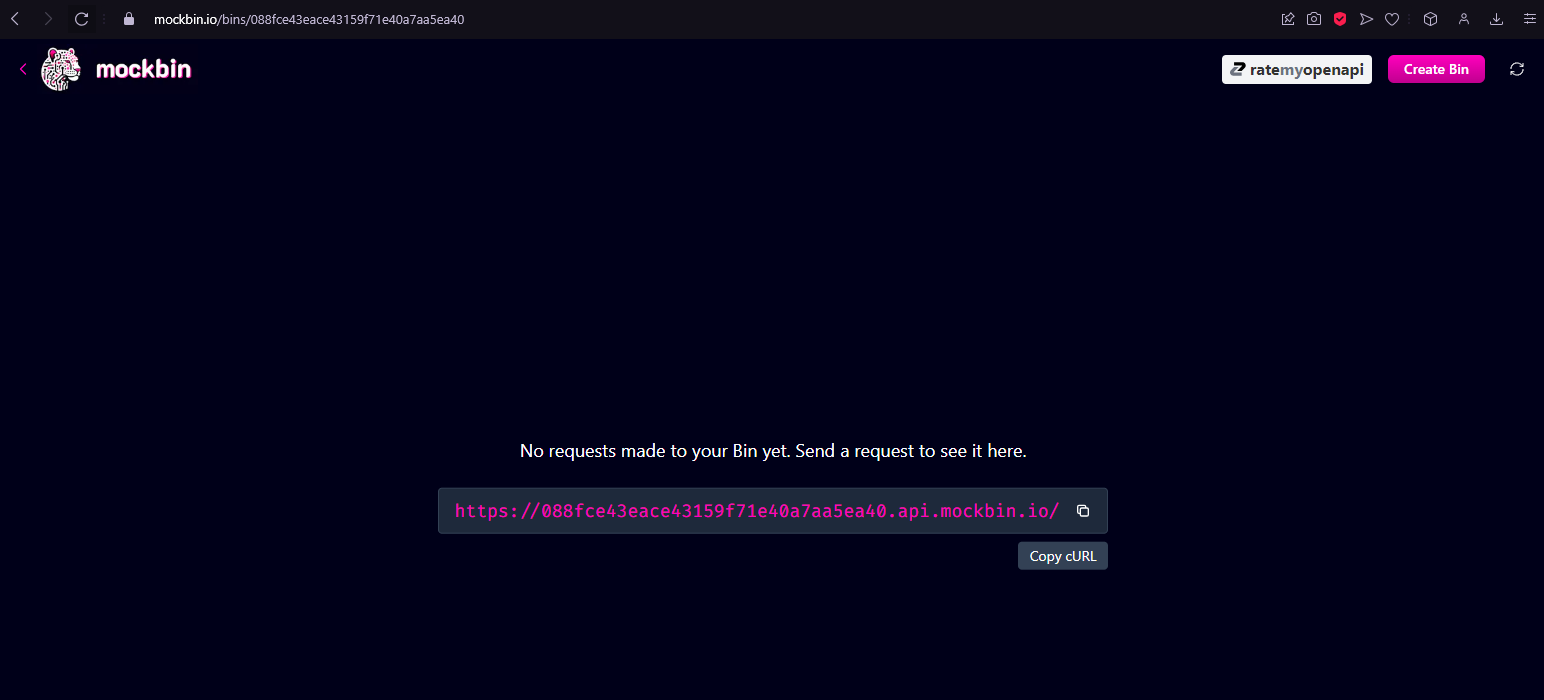 mockbin.io/bins/088fce43eace43159f71e40a7aa5ea40
mockbin
ratemyopenapi
Create Bin
No requests made to your Bin yet. Send a request to see it here.
https://088fce43eace43159f71e40a7aa5ea40.api.mockbin.io/
Copy cURL